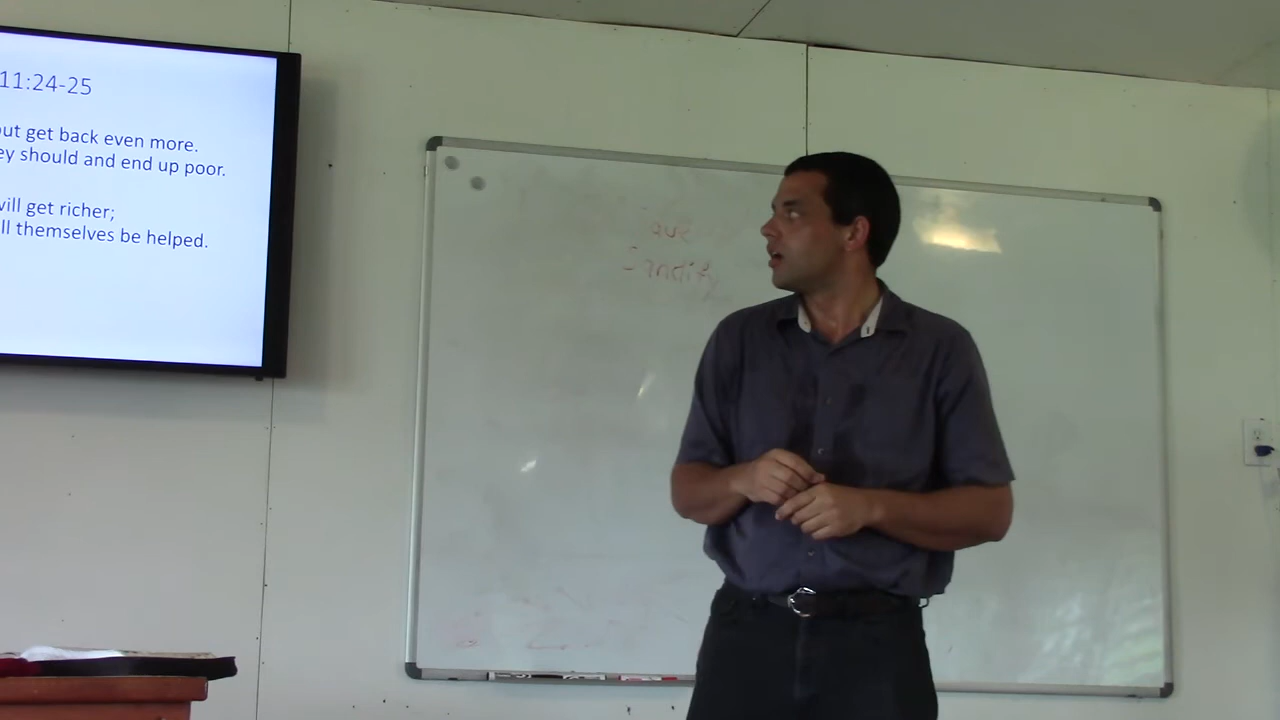 11:24-25
out get back even more.
ey should and end up poor.
will get richer;
ll themselves be helped.